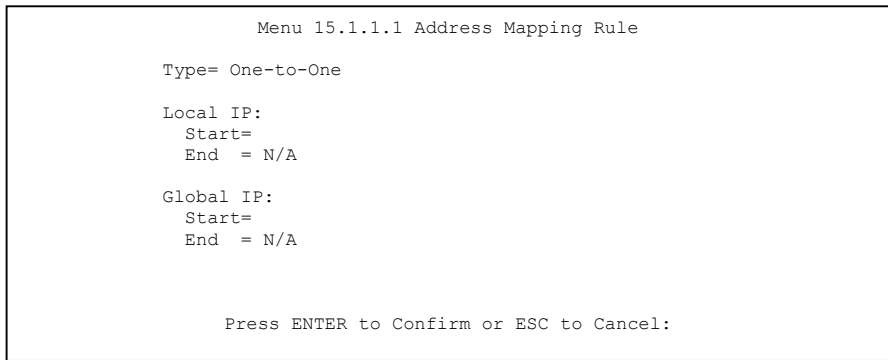 Menu 15.1.1.1 Address Mapping Rule
Type= One-to-One
Local IP:
Start=
End = N/A
Global IP:
Start=
End = N/A
Press ENTER to Confirm or ESC to Cancel: